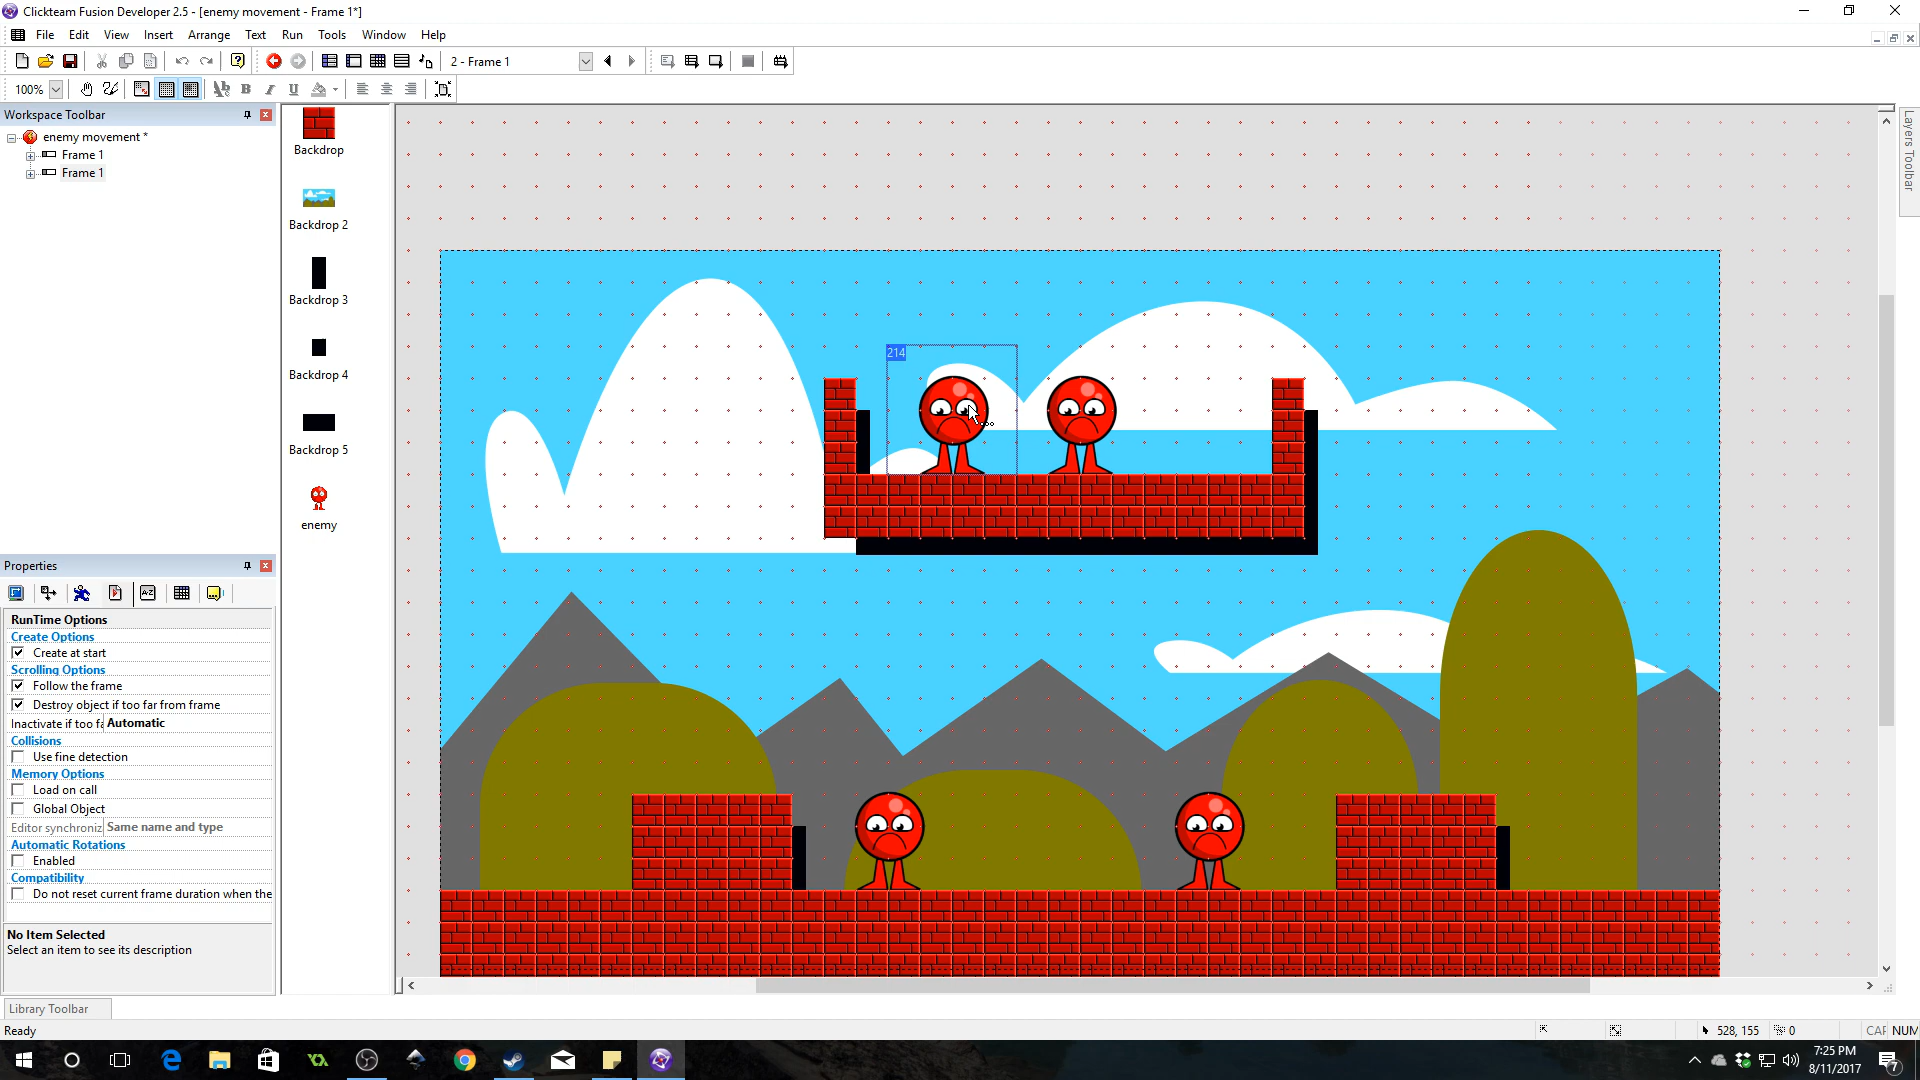 Clickteam Fusion Developer 2.5 - [enemy movement - Frame 1*]
File Edit View Insert Arrange Text Run Tools Window Help
2 - Frame 1
100%
Workspace Toolbar
enemy movement *
Frame 1
Frame 1
Backdrop
Backdrop 2
Backdrop 3
Backdrop 4
Backdrop 5
enemy
214
Layers Toolbar
Properties
RunTime Options
Create Options
Create at start
Scrolling Options
Follow the frame
Destroy object if too far from frame
Inactivate if too fa Automatic
Collisions
Use fine detection
Memory Options
Load on call
Global Object
Editor synchroniz Same name and type
Automatic Rotations
Enabled
Compatibility
Do not reset current frame duration when the
No Item Selected
Select an item to see its description
Library Toolbar
Ready
528, 155
0
CAP NUM
7:25 PM
8/11/2017
7